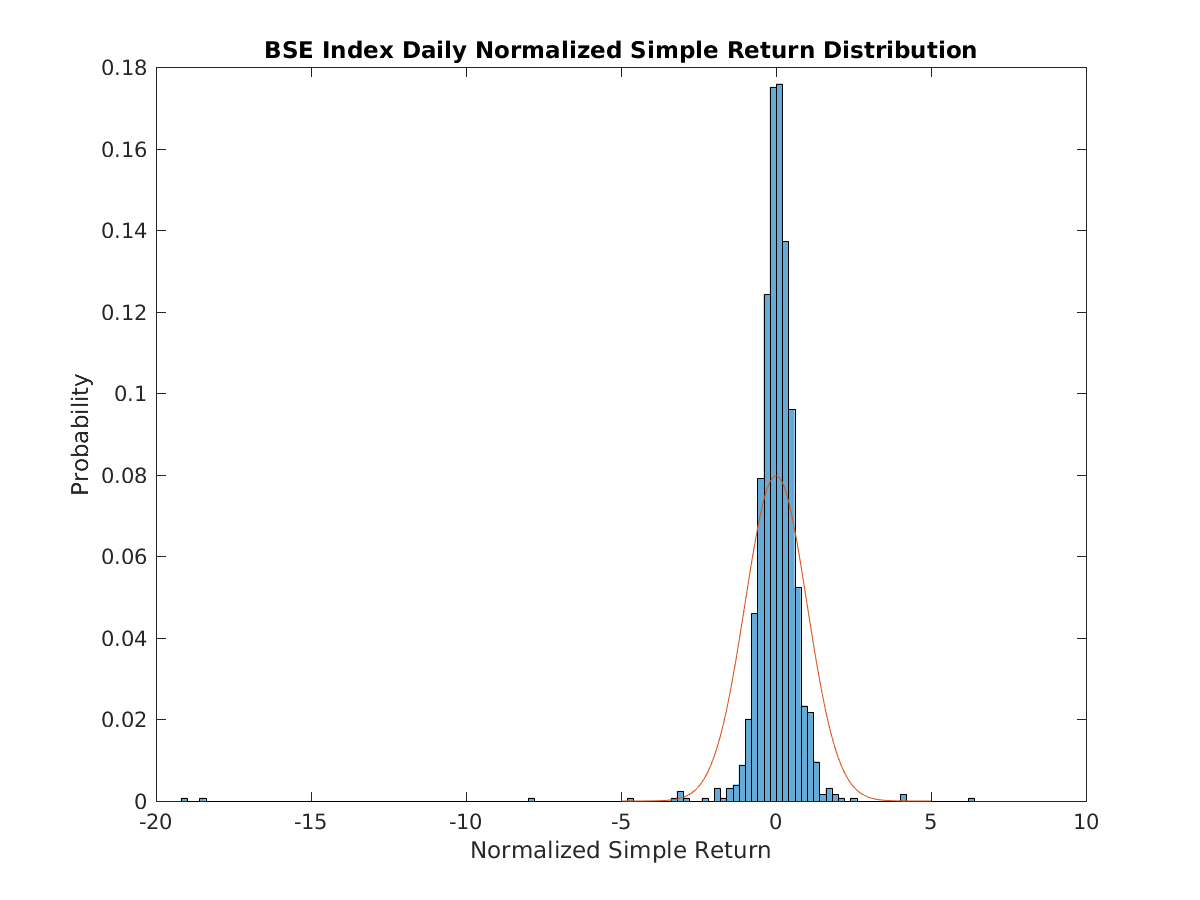 BSE Index Daily Normalized Simple Return Distribution
0.18
0.16
0.14
0.12
0.1
0.08
0.06
0.04
0.02
0
Probability
-20 -15 -10 -5 0 5 10
Normalized Simple Return